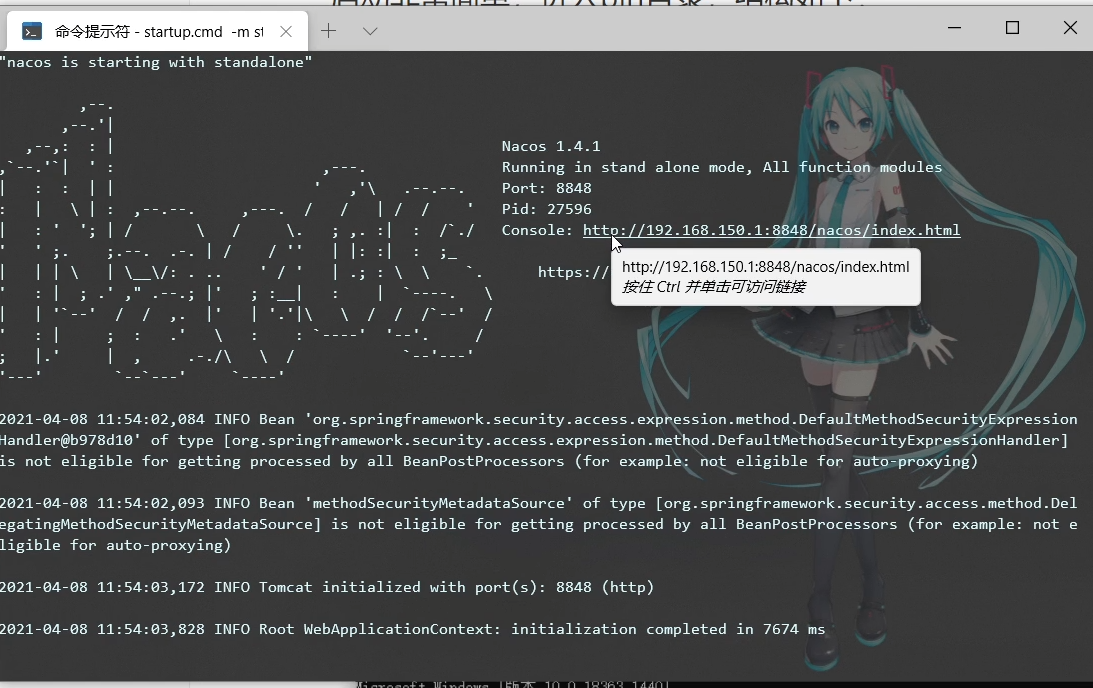 命令提示符 - startup.cmd -m st
"nacos is starting with standalone"
Nacos 1.4.1
Running in stand alone mode, All function modules
Port: 8848
Pid: 27596
Console: http://192.168.150.1:8848/nacos/index.html
https://
http://192.168.150.1:8848/nacos/index.html
按住 Ctrl 并单击可访问链接
2021-04-08 11:54:02,084 INFO Bean 'org.springframework.security.access.expression.method.DefaultMethodSecurityExpression
Handler@b978d10' of type [org.springframework.security.access.expression.method.DefaultMethodSecurityExpressionHandler]
is not eligible for getting processed by all BeanPostProcessors (for example: not eligible for auto-proxying)
2021-04-08 11:54:02,093 INFO Bean 'methodSecurityMetadataSource' of type [org.springframework.security.access.method.Del
egatingMethodSecurityMetadataSource] is not eligible for getting processed by all BeanPostProcessors (for example: not e
ligible for auto-proxying)
2021-04-08 11:54:03,172 INFO Tomcat initialized with port(s): 8848 (http)
2021-04-08 11:54:03,828 INFO Root WebApplicationContext: initialization completed in 7674 ms
Microsoft Windows [版本 10.0.18363.1440]